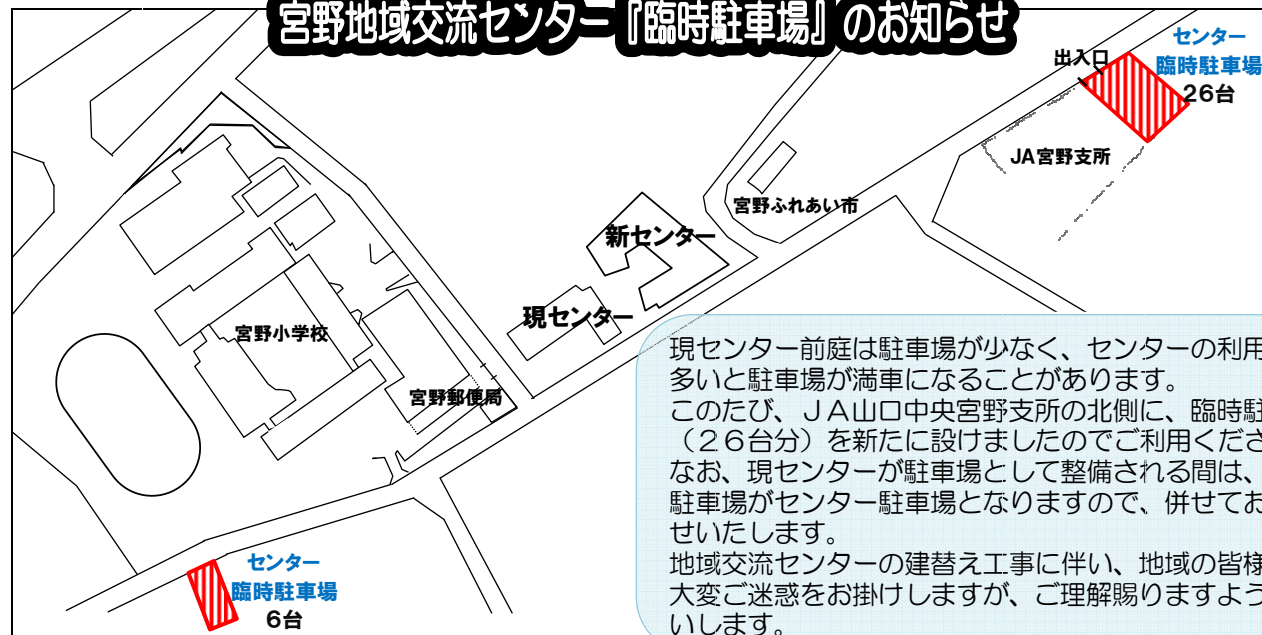 宮野地域交流センター『臨時駐車場』のお知らせ
センター
臨時駐車場
26台
出入口
JA宮野支所
宮野ふれあい市
新センター
現センター
宮野小学校
宮野郵便局
現センター前庭は駐車場が少なく、センターの利用
多いと駐車場が満車になることがあります。
このたび、ＪＡ山口中央宮野支所の北側に、臨時駐
（２６台分）を新たに設けましたのでご利用くださ
なお、現センターが駐車場として整備される間は、
駐車場がセンター駐車場となりますので、併せてお
せいたします。
地域交流センターの建替え工事に伴い、地域の皆様
大変ご迷惑をお掛けしますが、ご理解賜りますよう
いします。
センター
臨時駐車場
6台